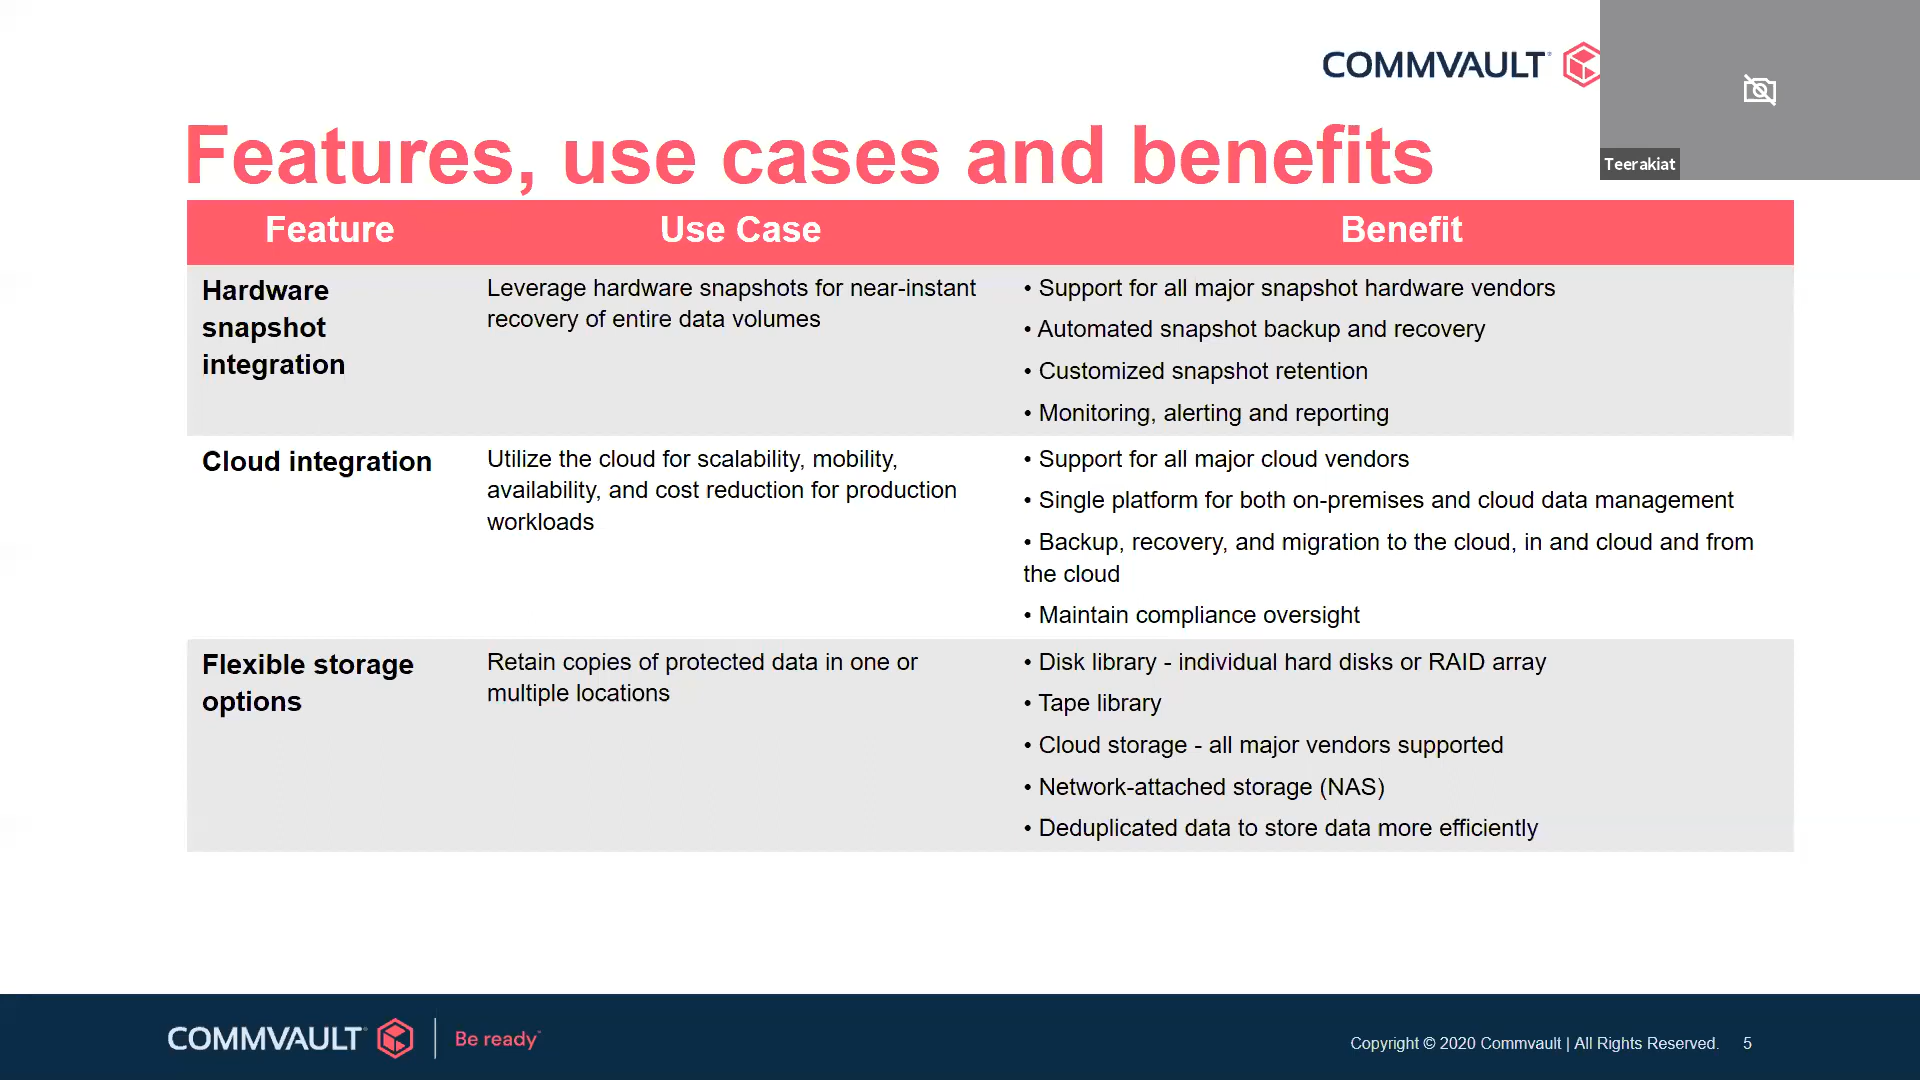 COMMVAULT
Teerakiat
Features, use cases and benefits
Feature Use Case Benefit
Hardware
snapshot
integration
Leverage hardware snapshots for near-instant
recovery of entire data volumes
• Support for all major snapshot hardware vendors
• Automated snapshot backup and recovery
• Customized snapshot retention
• Monitoring, alerting and reporting
Cloud integration
Utilize the cloud for scalability, mobility,
availability, and cost reduction for production
workloads
• Support for all major cloud vendors
• Single platform for both on-premises and cloud data management
• Backup, recovery, and migration to the cloud, in and cloud and from
the cloud
• Maintain compliance oversight
Flexible storage
options
Retain copies of protected data in one or
multiple locations
• Disk library - individual hard disks or RAID array
• Tape library
• Cloud storage - all major vendors supported
• Network-attached storage (NAS)
• Deduplicated data to store data more efficiently
COMMVAULT
Be ready
Copyright © 2020 Commvault | All Rights Reserved. 5